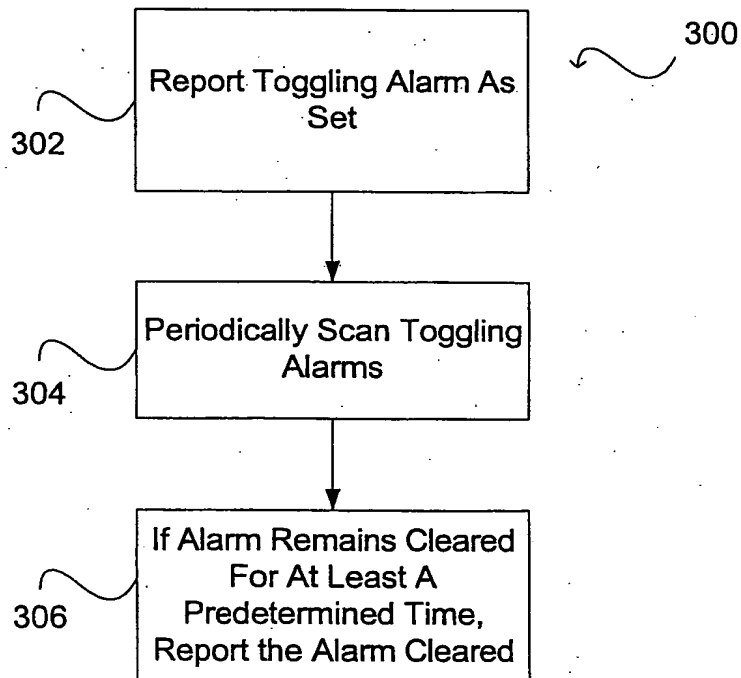 300
Report Toggling Alarm As
Set
302
Periodically Scan Toggling
Alarms
304
If Alarm Remains Cleared
For At Least A
Predetermined Time,
Report the Alarm Cleared
306